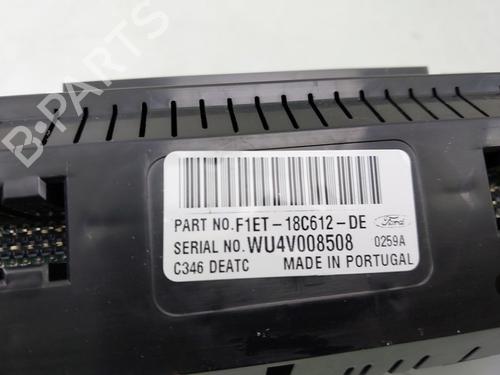 B-PARTS
PART NO. F1ET-18C612-DE Ford
SERIAL NO. WU4V008508 0259A
C346 DEATC MADE IN PORTUGAL